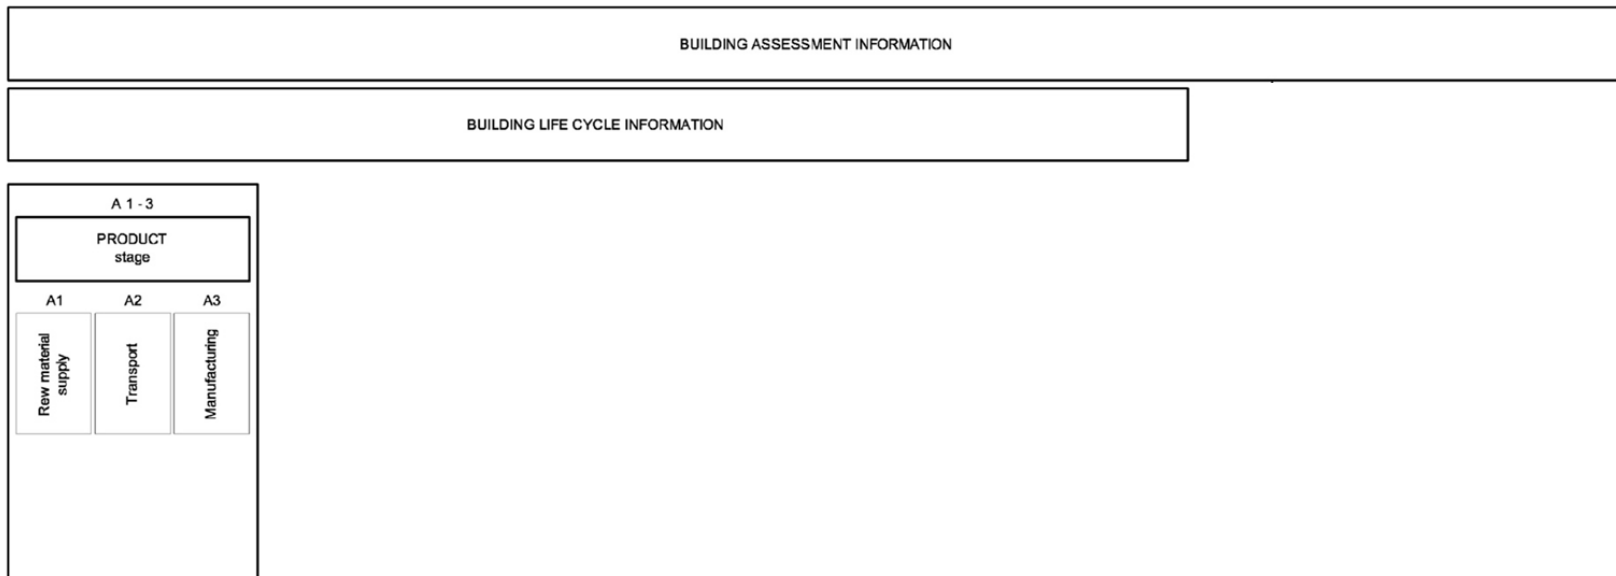 BUILDING ASSESSMENT INFORMATION
BUILDING LIFE CYCLE INFORMATION
A 1 - 3
PRODUCT
stage
A1
A2
A3
Rew material
supply
Transport
Manufacturing